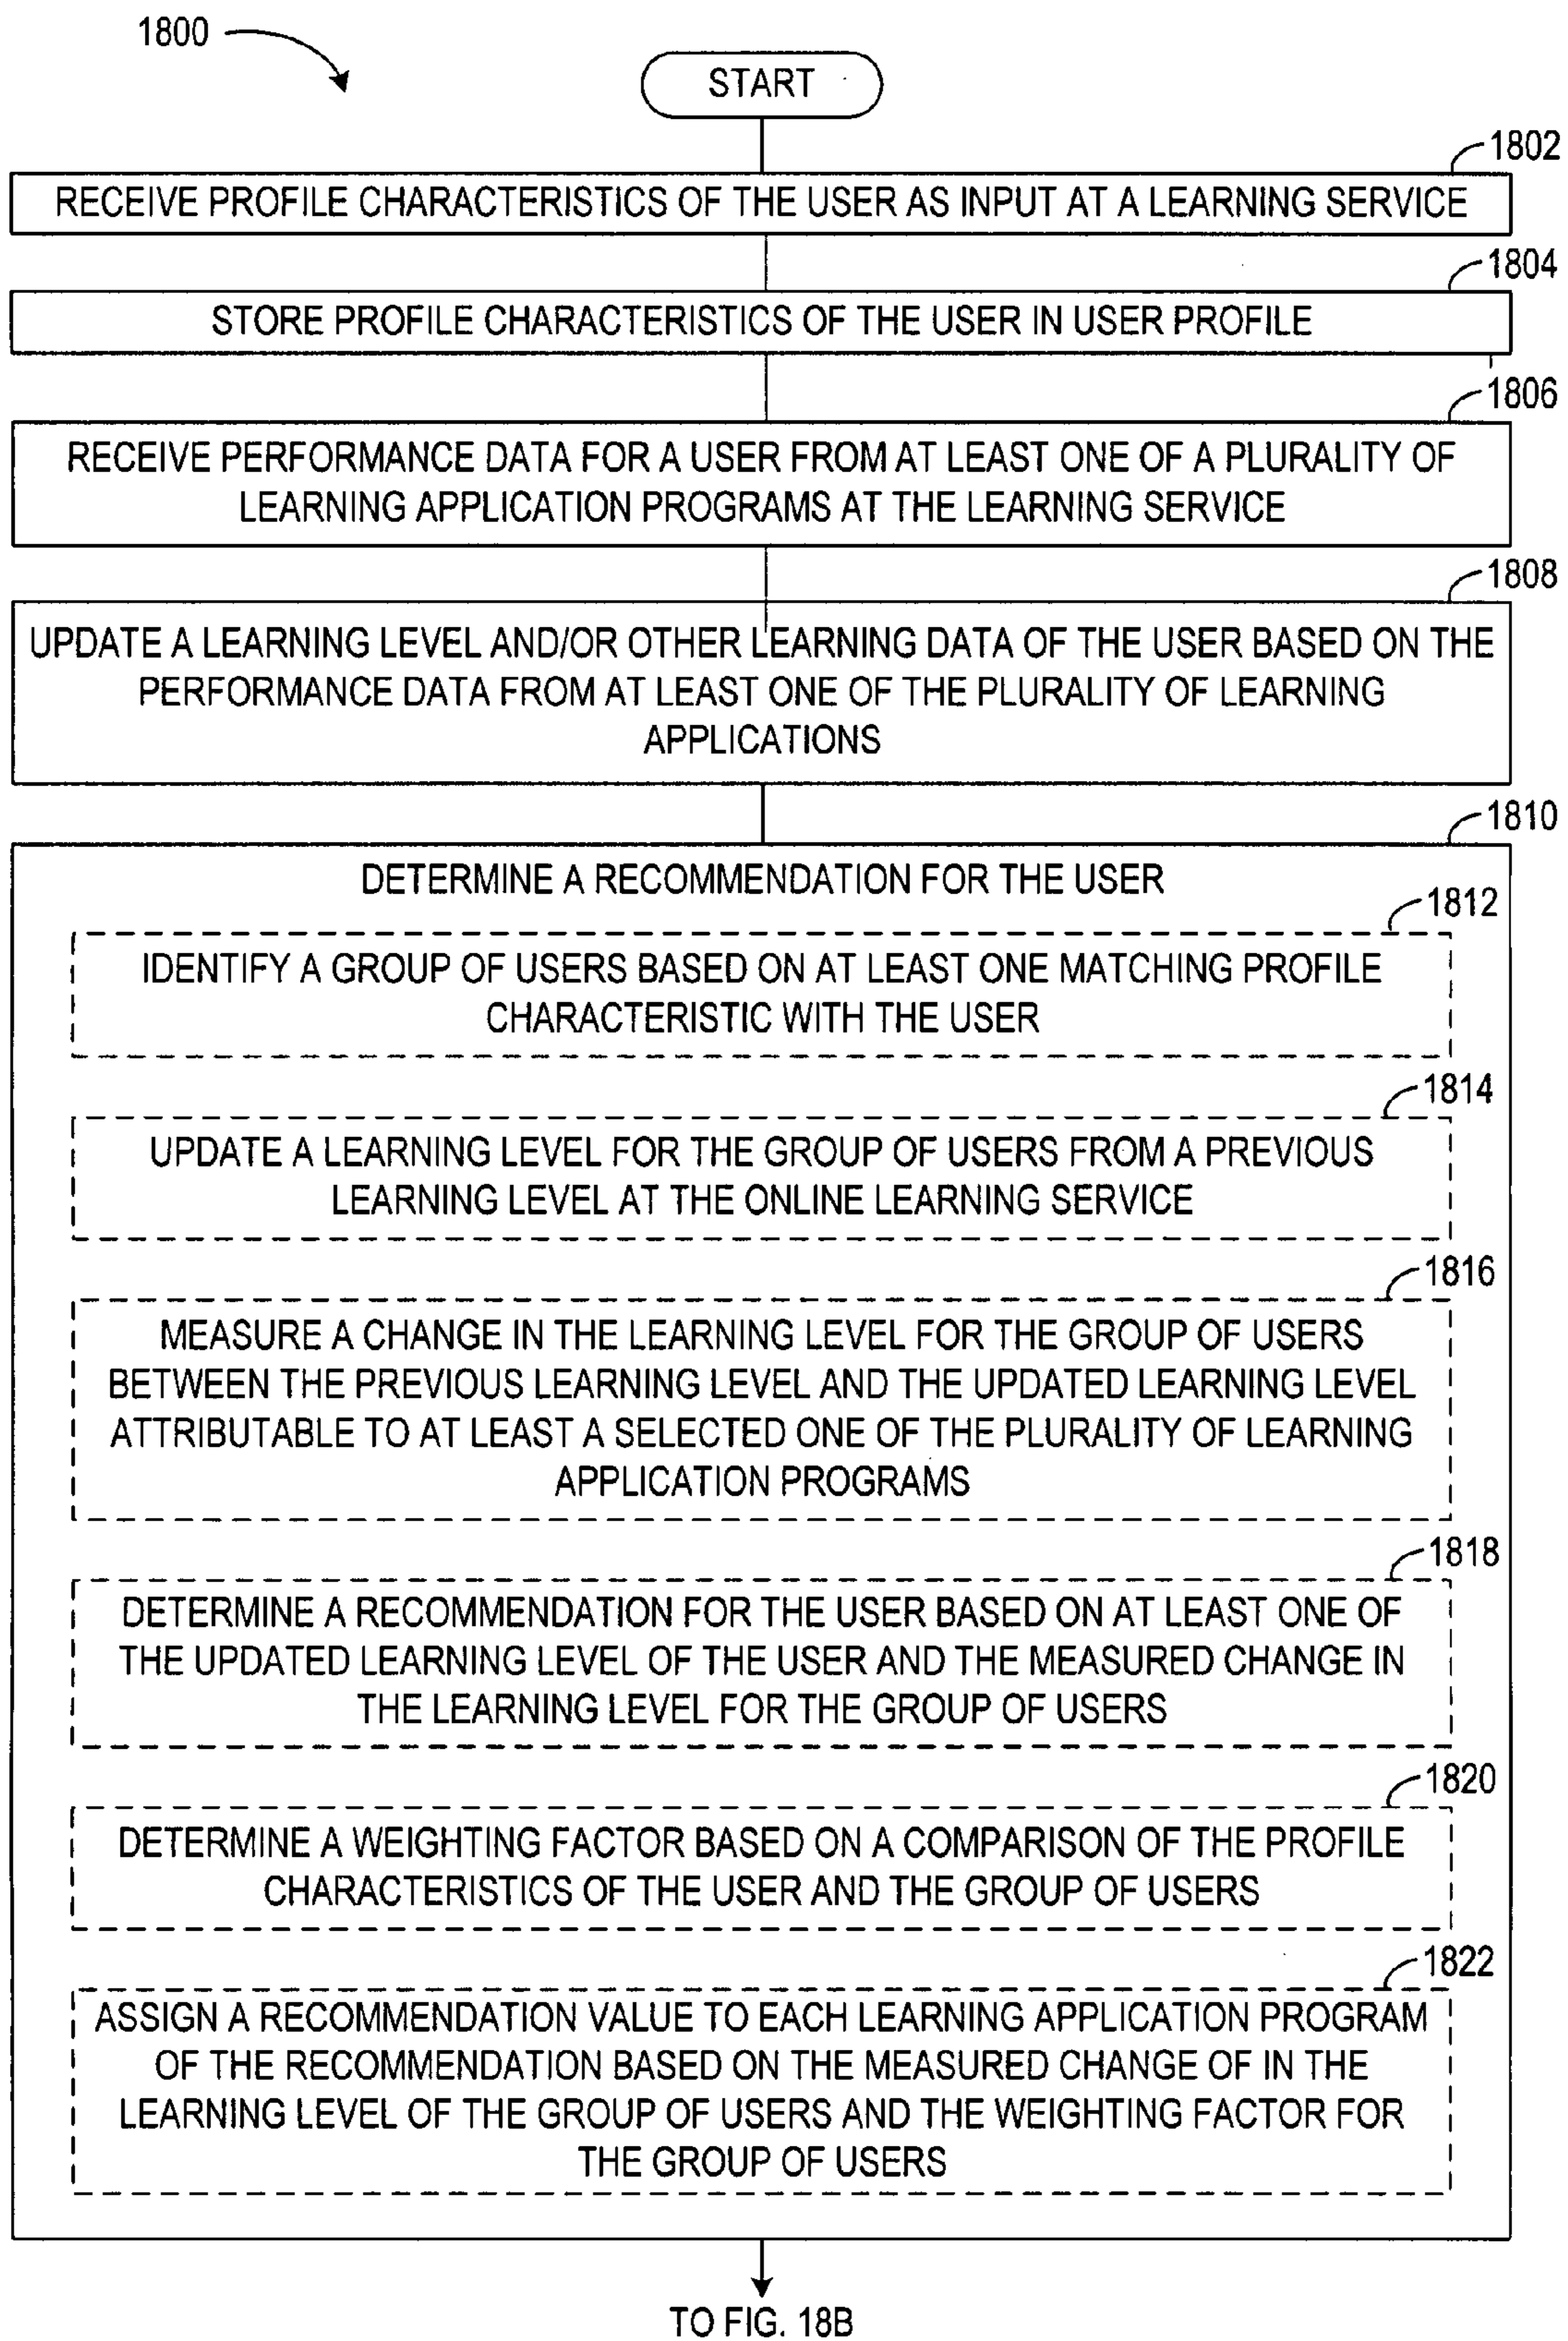 1800
START
1802
RECEIVE PROFILE CHARACTERISTICS OF THE USER AS INPUT AT A LEARNING SERVICE
1804
STORE PROFILE CHARACTERISTICS OF THE USER IN USER PROFILE
1806
RECEIVE PERFORMANCE DATA FOR A USER FROM AT LEAST ONE OF A PLURALITY OF
LEARNING APPLICATION PROGRAMS AT THE LEARNING SERVICE
1808
UPDATE A LEARNING LEVEL AND/OR OTHER LEARNING DATA OF THE USER BASED ON THE
PERFORMANCE DATA FROM AT LEAST ONE OF THE PLURALITY OF LEARNING
APPLICATIONS
1810
DETERMINE A RECOMMENDATION FOR THE USER
1812
IDENTIFY A GROUP OF USERS BASED ON AT LEAST ONE MATCHING PROFILE
CHARACTERISTIC WITH THE USER
1814
UPDATE A LEARNING LEVEL FOR THE GROUP OF USERS FROM A PREVIOUS
LEARNING LEVEL AT THE ONLINE LEARNING SERVICE
1816
MEASURE A CHANGE IN THE LEARNING LEVEL FOR THE GROUP OF USERS
BETWEEN THE PREVIOUS LEARNING LEVEL AND THE UPDATED LEARNING LEVEL
ATTRIBUTABLE TO AT LEAST A SELECTED ONE OF THE PLURALITY OF LEARNING
APPLICATION PROGRAMS
1818
DETERMINE A RECOMMENDATION FOR THE USER BASED ON AT LEAST ONE OF
THE UPDATED LEARNING LEVEL OF THE USER AND THE MEASURED CHANGE IN
THE LEARNING LEVEL FOR THE GROUP OF USERS
1820
DETERMINE A WEIGHTING FACTOR BASED ON A COMPARISON OF THE PROFILE
CHARACTERISTICS OF THE USER AND THE GROUP OF USERS
1822
ASSIGN A RECOMMENDATION VALUE TO EACH LEARNING APPLICATION PROGRAM
OF THE RECOMMENDATION BASED ON THE MEASURED CHANGE OF IN THE
LEARNING LEVEL OF THE GROUP OF USERS AND THE WEIGHTING FACTOR FOR
THE GROUP OF USERS
TO FIG. 18B